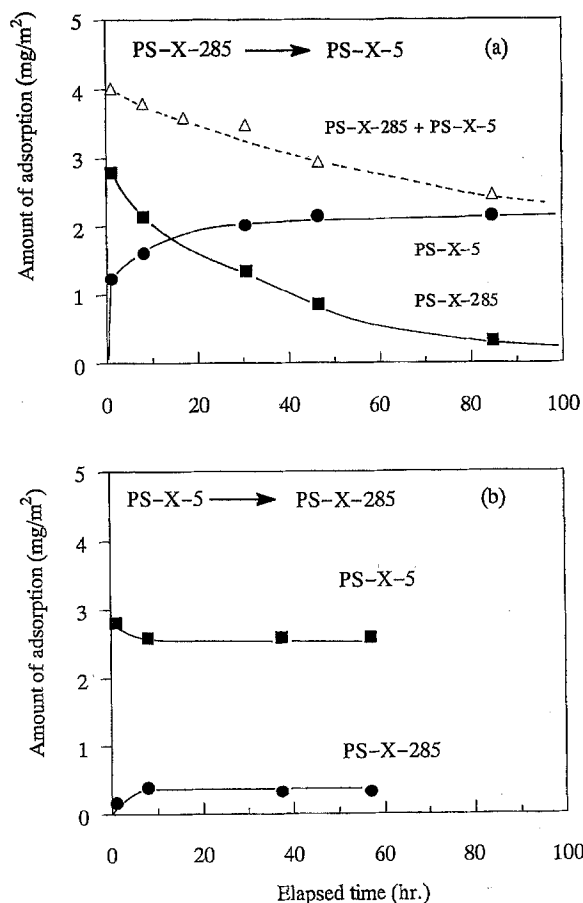 Amount of adsorption (mg/m²)
5
4
3
2
1
0
PS-X-285 → PS-X-5
(a)
PS-X-285 + PS-X-5
PS-X-5
PS-X-285
0 20 40 60 80 100
Amount of adsorption (mg/m²)
5
4
3
2
1
0
PS-X-5 → PS-X-285
(b)
PS-X-5
PS-X-285
0 20 40 60 80 100
Elapsed time (hr.)